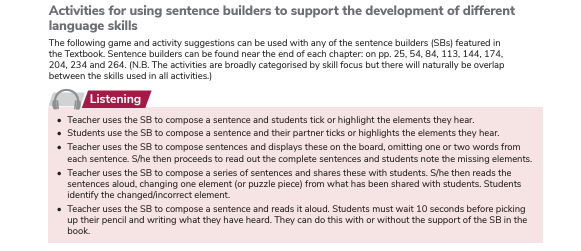 Activities for using sentence builders to support the development of different
language skills
The following game and activity suggestions can be used with any of the sentence builders (SBs) featured in
the Textbook. Sentence builders can be found near the end of each chapter: on pp. 25, 54, 84, 113, 144, 174,
204, 234 and 264. (N.B. The activities are broadly categorised by skill focus but there will naturally be overlap
between the skills used in all activities.)
Listening
• Teacher uses the SB to compose a sentence and students tick or highlight the elements they hear.
• Students use the SB to compose a sentence and their partner ticks or highlights the elements they hear.
• Teacher uses the SB to compose sentences and displays these on the board, omitting one or two words from
each sentence. S/he then proceeds to read out the complete sentences and students note the missing elements.
• Teacher uses the SB to compose a series of sentences and shares these with students. S/he then reads the
sentences aloud, changing one element (or puzzle piece) from what has been shared with students. Students
identify the changed/incorrect element.
• Teacher uses the SB to compose a sentence and reads it aloud. Students must wait 10 seconds before picking
up their pencil and writing what they have heard. They can do this with or without the support of the SB in the
book.